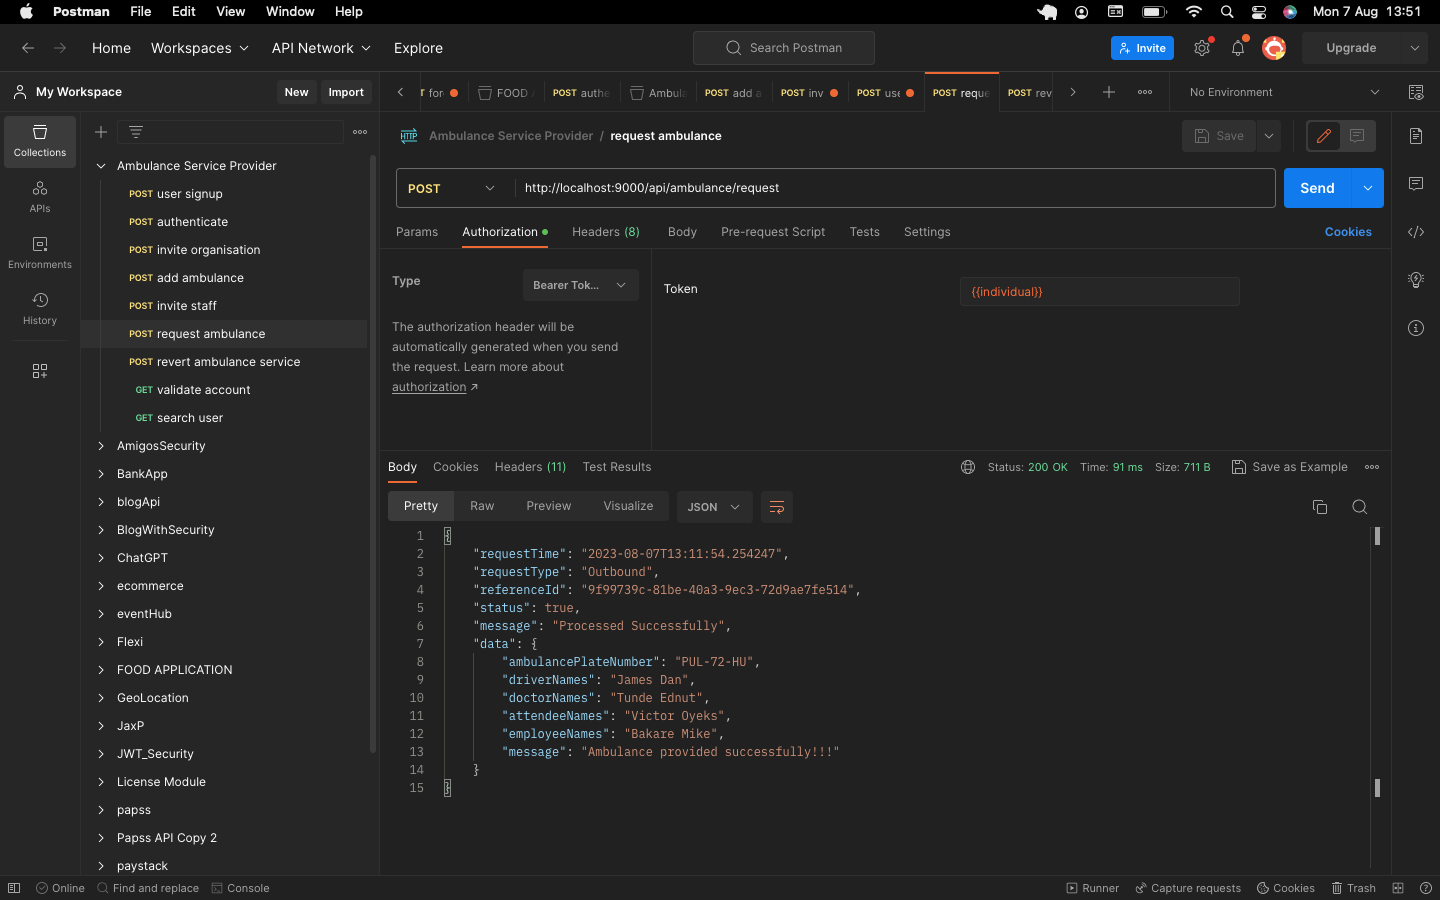 Postman File Edit View Window Help Mon 7 Aug 13:51
Home Workspaces API Network Explore Search Postman Invite Upgrade
My Workspace New Import
FOOD POST POST add POST inv POST POST POST rev No Environment
Collections
APIs
Environments
History
Ambulance Service Provider
POST user signup
POST authenticate
POST invite organisation
POST add ambulance
POST invite staff
POST request ambulance
POST revert ambulance service
GET validate account
GET search user
AmigosSecurity
BankApp
blogApi
BlogWithSecurity
ChatGPT
ecommerce
eventHub
Flexi
FOOD APPLICATION
GeoLocation
JaxP
JWT_Security
License Module
papss
Papss API Copy 2
paystack
HTTP Ambulance Service Provider / request ambulance Save
POST http://localhost:9000/api/ambulance/request Send
Params Authorization Headers (8) Body Pre-request Script Tests Settings Cookies
Type Bearer Tok...
The authorization header will be
automatically generated when you send
the request. Learn more about
authorization ↗
Token {{individual}}
Body Cookies Headers (11) Test Results Status: 200 OK Time: 91 ms Size: 711 B Save as Example
Pretty Raw Preview Visualize JSON
1 {
2 "requestTime": "2023-08-07T13:11:54.254247",
3 "requestType": "Outbound",
4 "referenceId": "9f99739c-81be-40a3-9ec3-72d9ae7fe514",
5 "status": true,
6 "message": "Processed Successfully",
7 "data": {
8 "ambulancePlateNumber": "PUL-72-HU",
9 "driverNames": "James Dan",
10 "doctorNames": "Tunde Ednut",
11 "attendeeNames": "Victor Oyeks",
12 "employeeNames": "Bakare Mike",
13 "message": "Ambulance provided successfully!!!"
14 }
15 }
Online Find and replace Console Runner Capture requests Cookies Trash